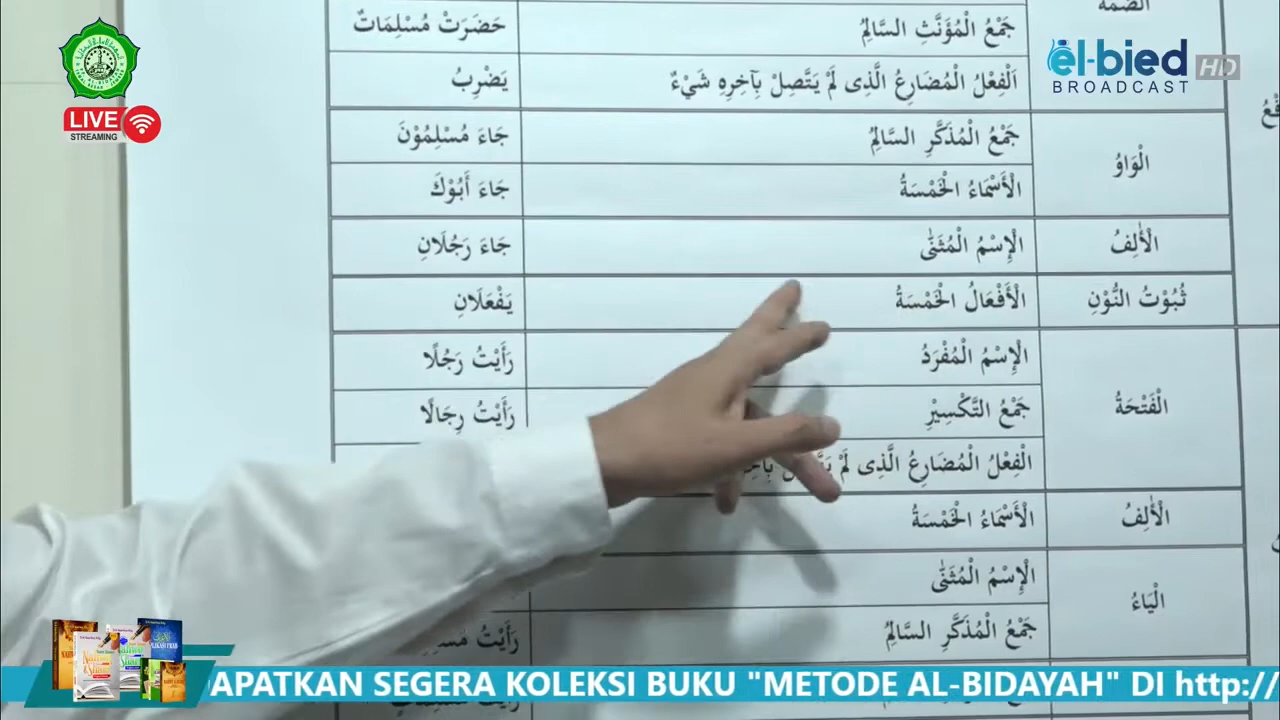 LIVE
STREAMING
el-bied HD
BROADCAST
الضمة
جَمْعُ الْمُؤَنَّثِ السَّالِمُ حَضَرَتْ مُسْلِمَاتٌ
اَلْفِعْلُ الْمُضَارِعُ الَّذِى لَمْ يَتَّصِلْ بِآخِرِهِ شَيْءٌ يَضْرِبُ
الْوَاوُ
جَمْعُ الْمُذَكَّرِ السَّالِمُ جَاءَ مُسْلِمُوْنَ
الْأَسْمَاءُ الْخَمْسَةُ جَاءَ أَبُوْكَ
الْأَلِفُ الْإِسْمُ الْمُثَنَّى جَاءَ رَجُلَانِ
ثُبُوْتُ النُّوْنِ الْأَفْعَالُ الْخَمْسَةُ يَفْعَلَانِ
الْفَتْحَةُ
الْإِسْمُ الْمُفْرَدُ رَأَيْتُ رَجُلًا
جَمْعُ التَّكْسِيْرِ رَأَيْتُ رِجَالًا
الْفِعْلُ الْمُضَارِعُ الَّذِى لَمْ
الْأَلِفُ الْأَسْمَاءُ الْخَمْسَةُ
الْيَاءُ
الْإِسْمُ الْمُثَنَّى
جَمْعُ الْمُذَكَّرِ السَّالِمُ رَأَيْتُ
APATKAN SEGERA KOLEKSI BUKU "METODE AL-BIDAYAH" DI http:/